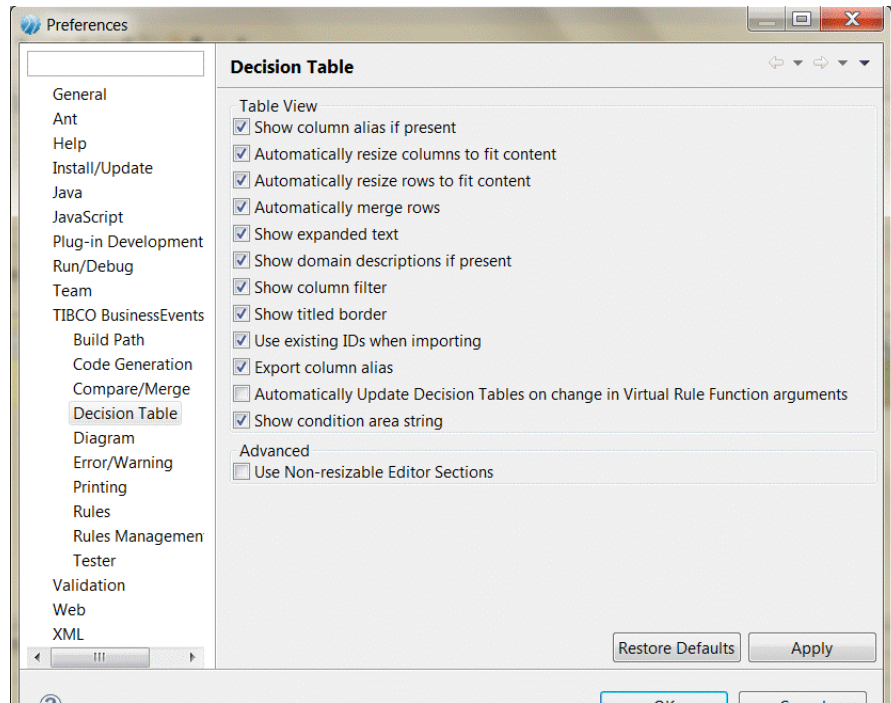 Preferences
Decision Table
General
Ant
Help
Install/Update
Java
JavaScript
Plug-in Development
Run/Debug
Team
TIBCO BusinessEvents
Build Path
Code Generation
Compare/Merge
Decision Table
Diagram
Error/Warning
Printing
Rules
Rules Managemen
Tester
Validation
Web
XML
Table View
Show column alias if present
Automatically resize columns to fit content
Automatically resize rows to fit content
Automatically merge rows
Show expanded text
Show domain descriptions if present
Show column filter
Show titled border
Use existing IDs when importing
Export column alias
Automatically Update Decision Tables on change in Virtual Rule Function arguments
Show condition area string
Advanced
Use Non-resizable Editor Sections
Restore Defaults
Apply